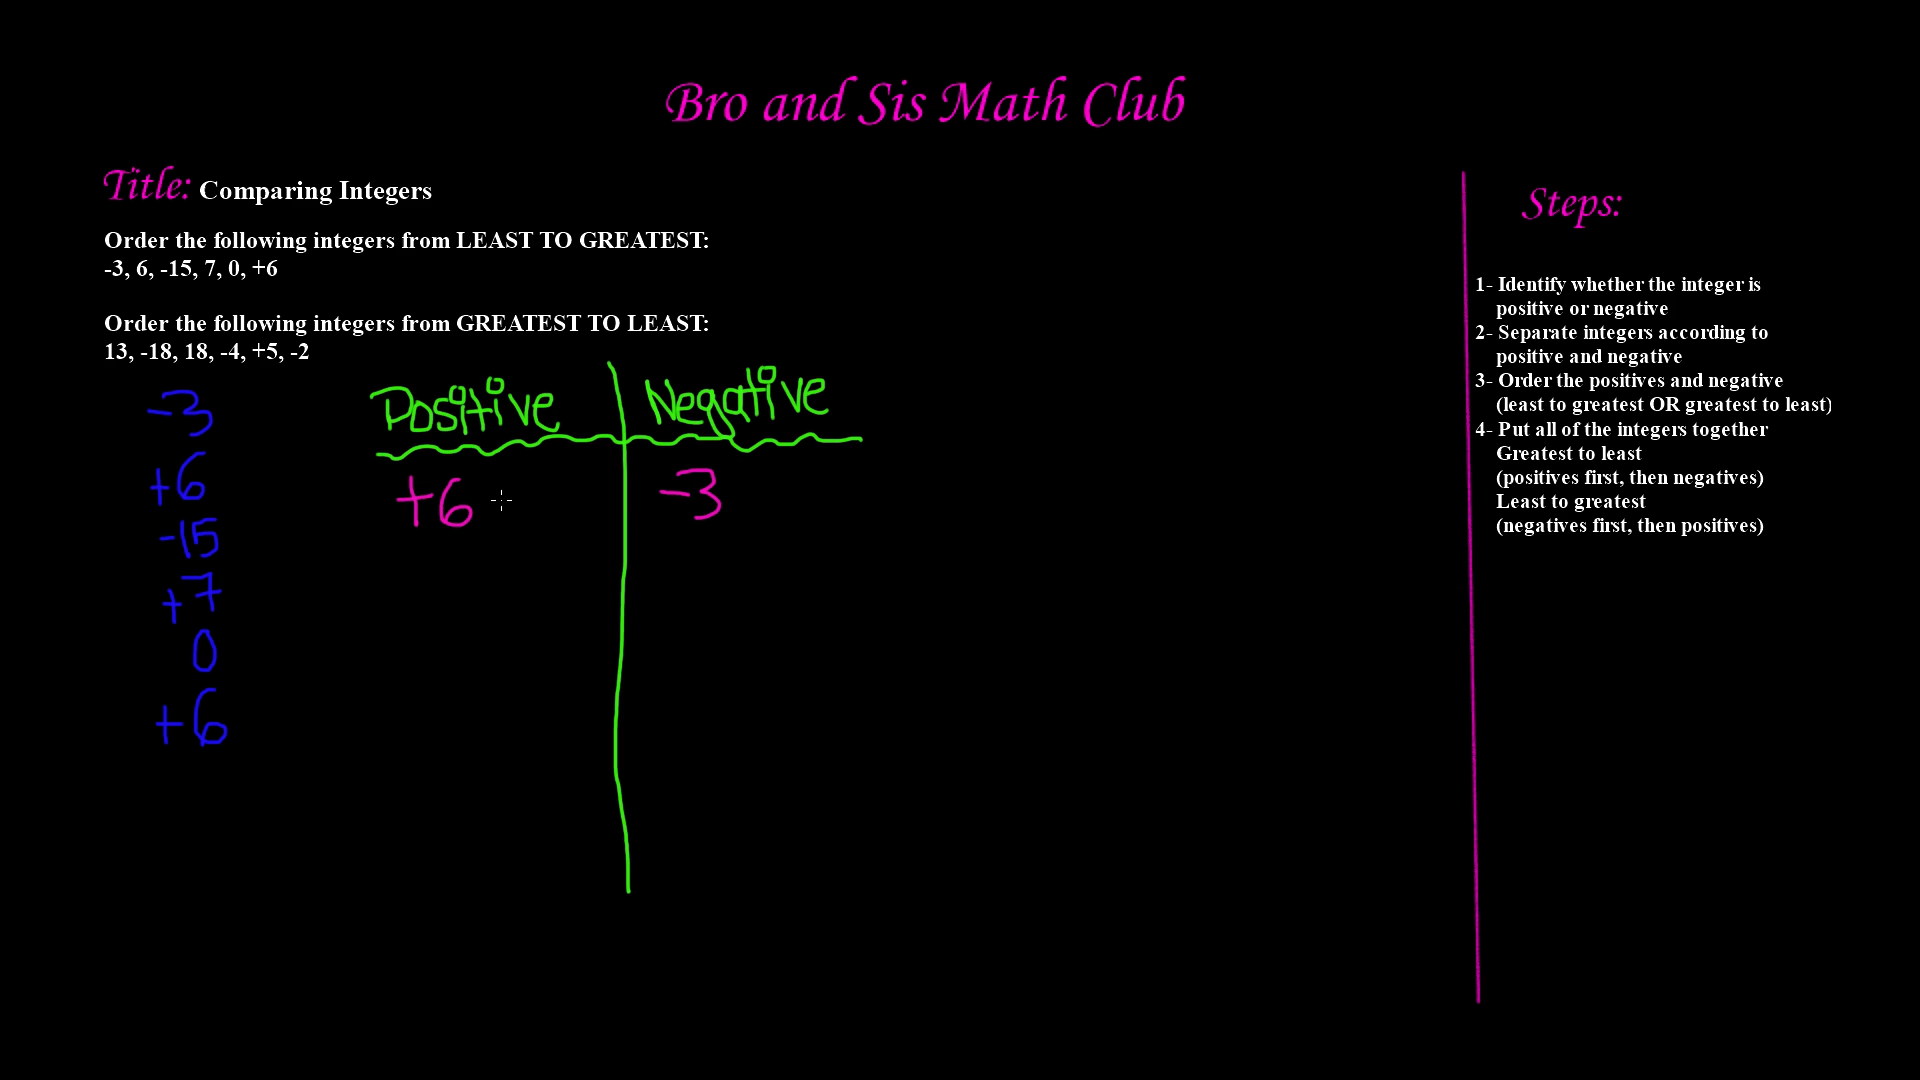 Bro and Sis Math Club
Title: Comparing Integers
Order the following integers from LEAST TO GREATEST:
-3, 6, -15, 7, 0, +6
Order the following integers from GREATEST TO LEAST:
13, -18, 18, -4, +5, -2
-3
+6
-15
+7
0
+6
Positive Negative
+6 -3
Steps:
1- Identify whether the integer is
positive or negative
2- Separate integers according to
positive and negative
3- Order the positives and negative
(least to greatest OR greatest to least)
4- Put all of the integers together
Greatest to least
(positives first, then negatives)
Least to greatest
(negatives first, then positives)